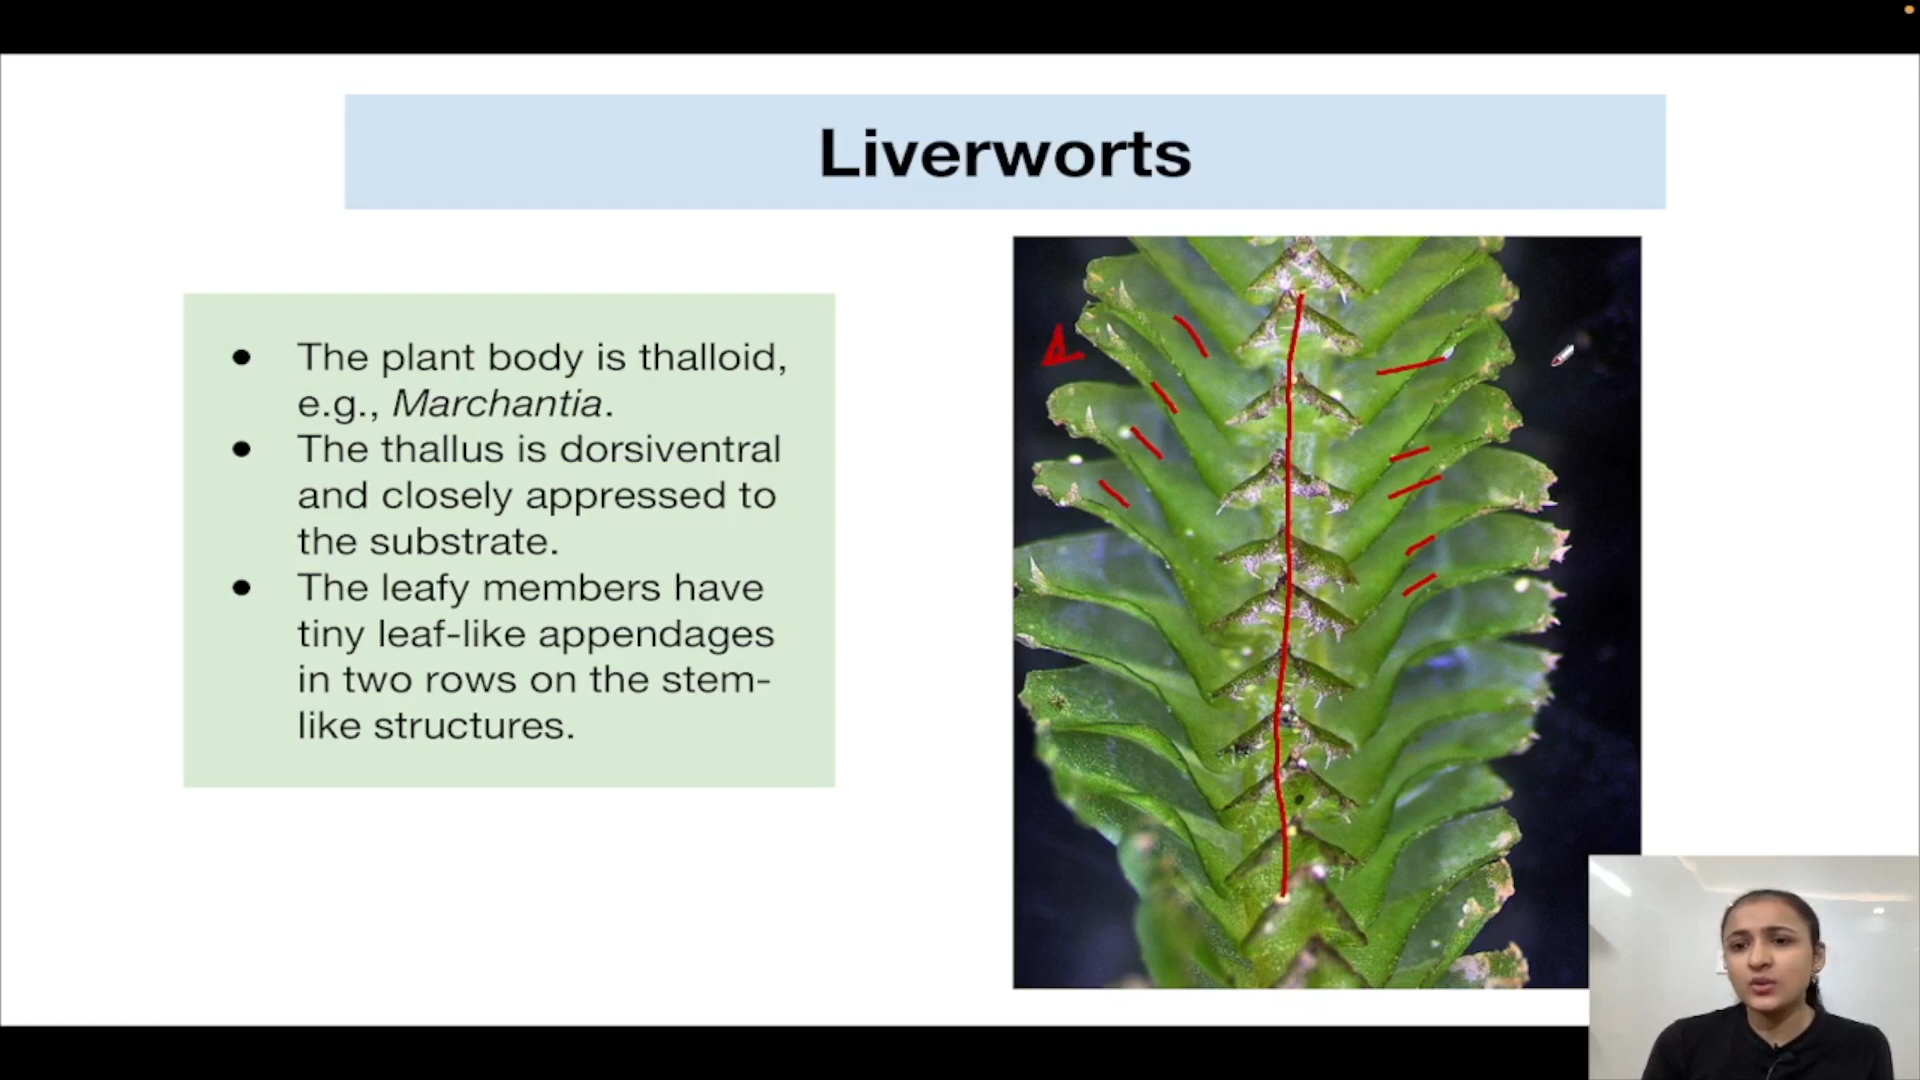 Liverworts
● The plant body is thalloid,
e.g., Marchantia.
● The thallus is dorsiventral
and closely appressed to
the substrate.
● The leafy members have
tiny leaf-like appendages
in two rows on the stem-
like structures.